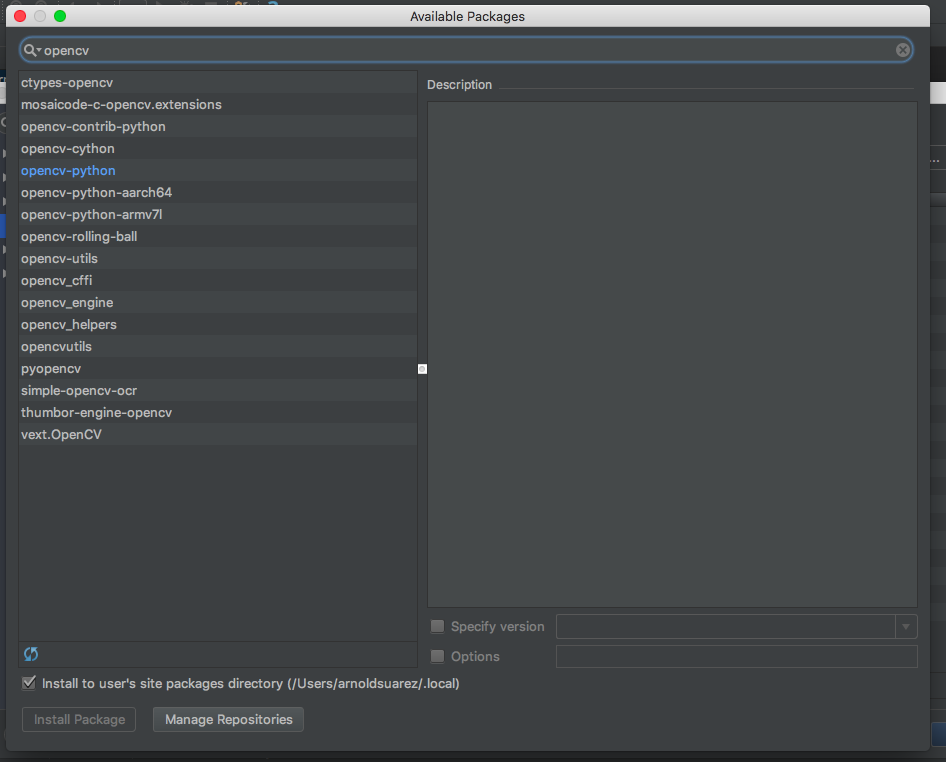 Available Packages
opencv
ctypes-opencv
mosaicode-c-opencv.extensions
opencv-contrib-python
opencv-cython
opencv-python
opencv-python-aarch64
opencv-python-armv7l
opencv-rolling-ball
opencv-utils
opencv_cffi
opencv_engine
opencv_helpers
opencvutils
pyopencv
simple-opencv-ocr
thumbor-engine-opencv
vext.OpenCV
Description
Specify version
Options
Install to user's site packages directory (/Users/arnoldsuarez/.local)
Install Package
Manage Repositories